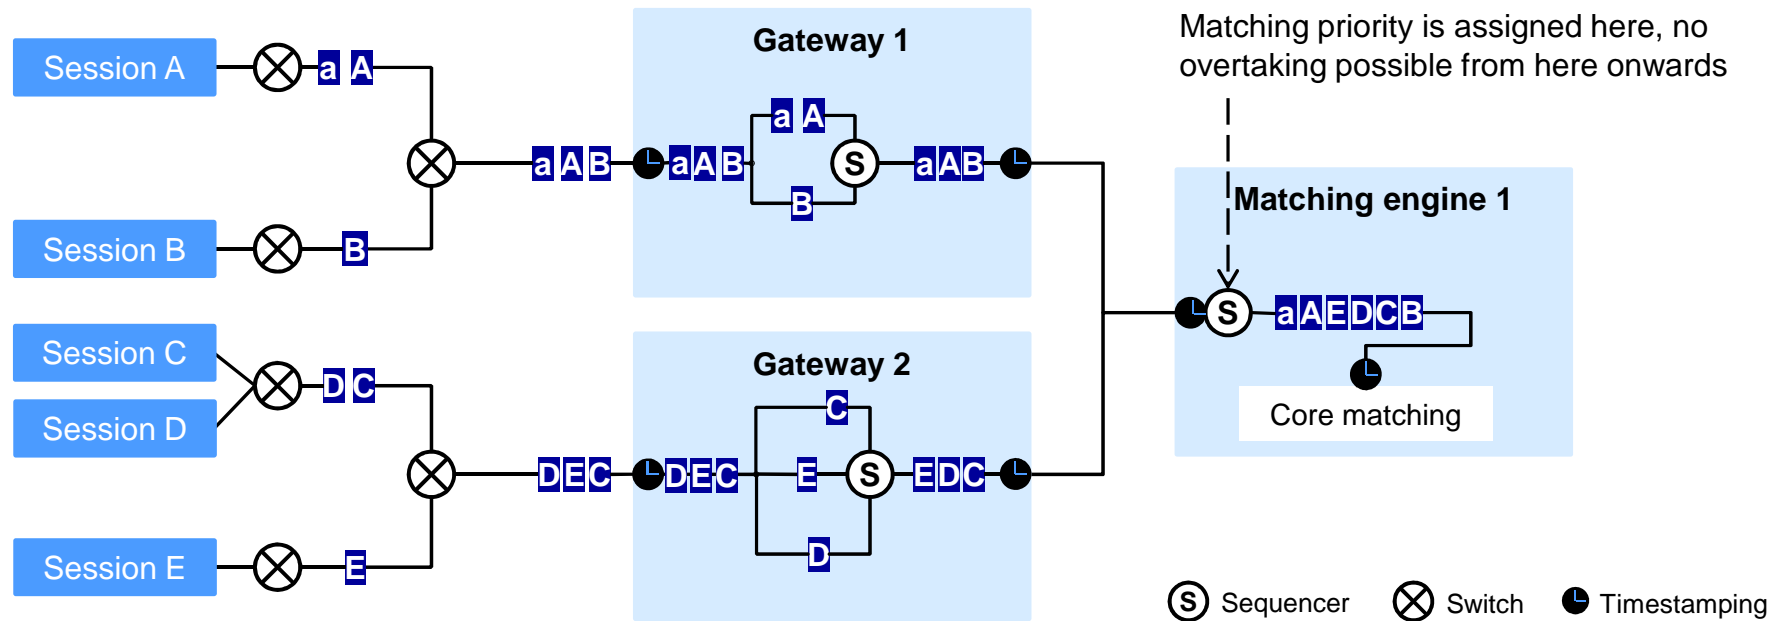 Matching priority is assigned here, no
overtaking possible from here onwards
Gateway 1
Session A
a A
a A
a A B
a A B
S
a A B
B
Session B
B
Matching engine 1
S
a A E D C B
Core matching
Gateway 2
Session C
Session D
D C
C
D E C
D E C
E
S
E D C
D
Session E
E
S Sequencer
Switch
Timestamping